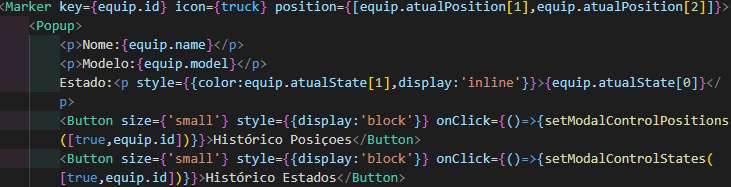 <Marker key={equip.id} icon={truck} position={[equip.atualPosition[1],equip.atualPosition[2]]}>
<Popup>
<p>Nome:{equip.name}</p>
<p>Modelo:{equip.model}</p>
Estado:<p style={{color:equip.atualState[1],display:'inline'}}>{equip.atualState[0]}</
p>
<Button size={'small'} style={{display:'block'}} onClick={()=>{setModalControlPositions
([true,equip.id])}}>Histórico Posiçoes</Button>
<Button size={'small'} style={{display:'block'}} onClick={()=>{setModalControlStates(
[true,equip.id])}}>Histórico Estados</Button>